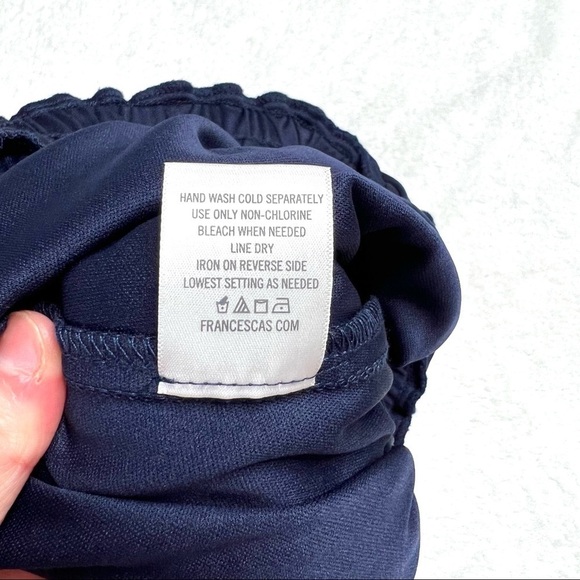 HAND WASH COLD SEPARATELY
USE ONLY NON-CHLORINE
BLEACH WHEN NEEDED
LINE DRY
IRON ON REVERSE SIDE
LOWEST SETTING AS NEEDED
FRANCESCAS COM